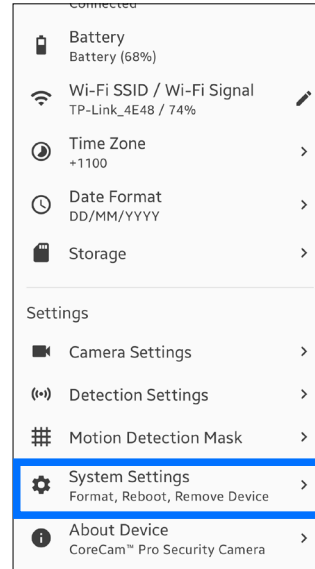 Connected
Battery
Battery (68%)
Wi-Fi SSID / Wi-Fi Signal
TP-Link_4E48 / 74%
Time Zone
+1100
Date Format
DD/MM/YYYY
Storage
Settings
Camera Settings
Detection Settings
Motion Detection Mask
System Settings
Format, Reboot, Remove Device
About Device
CoreCam™ Pro Security Camera